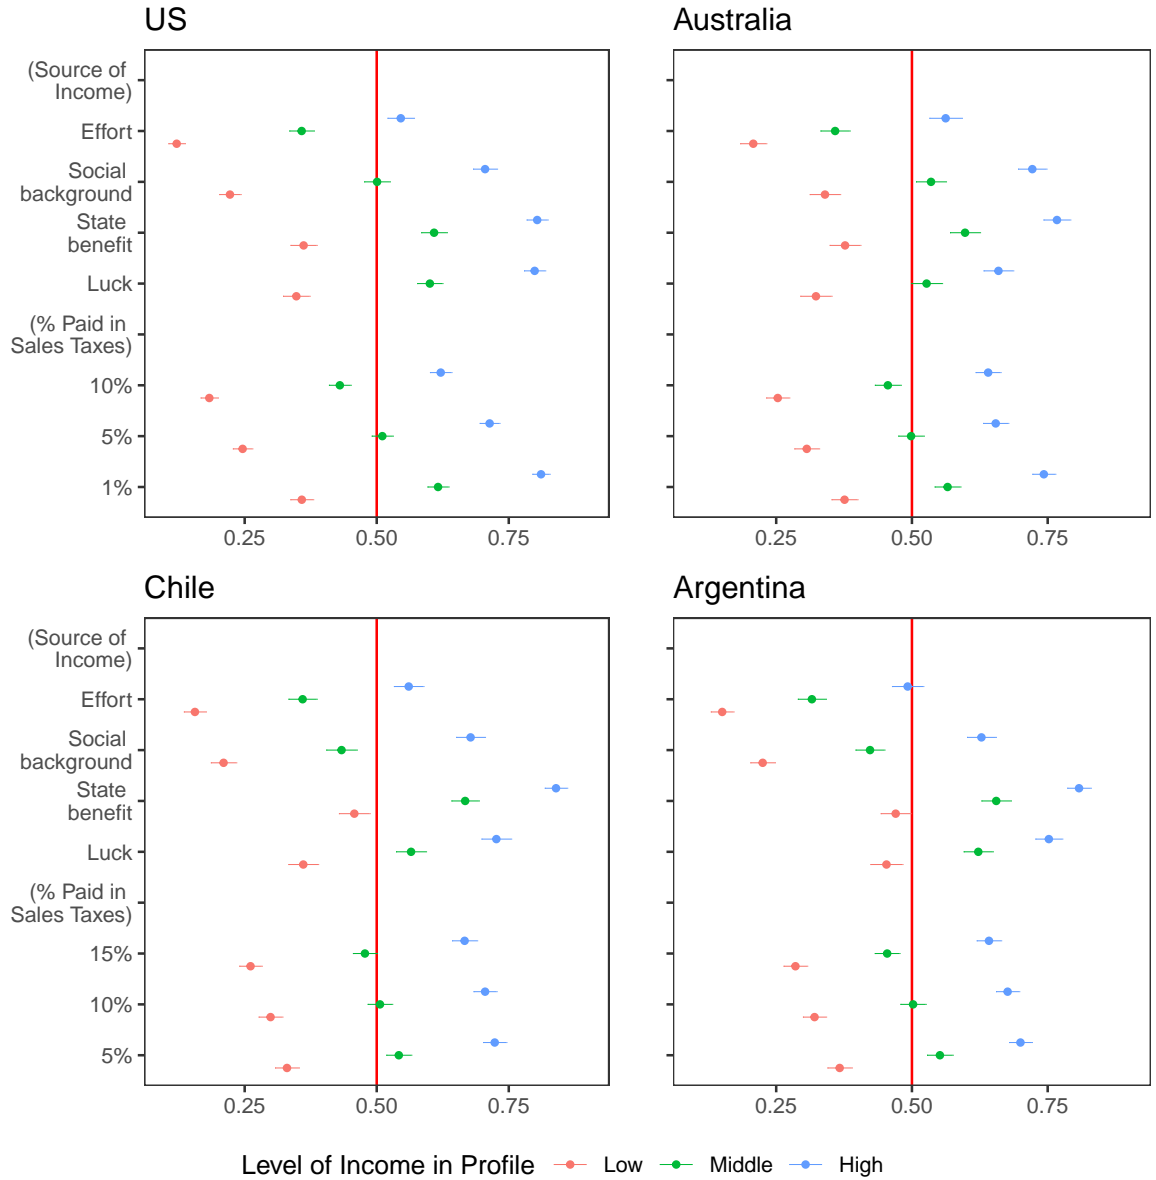 US
(Source of
Income)
Effort
Social
background
State
benefit
Luck
(% Paid in
Sales Taxes)
10%
5%
1%
0.25 0.50 0.75
Australia
0.25 0.50 0.75
Chile
(Source of
Income)
Effort
Social
background
State
benefit
Luck
(% Paid in
Sales Taxes)
15%
10%
5%
0.25 0.50 0.75
Argentina
0.25 0.50 0.75
Level of Income in Profile Low Middle High